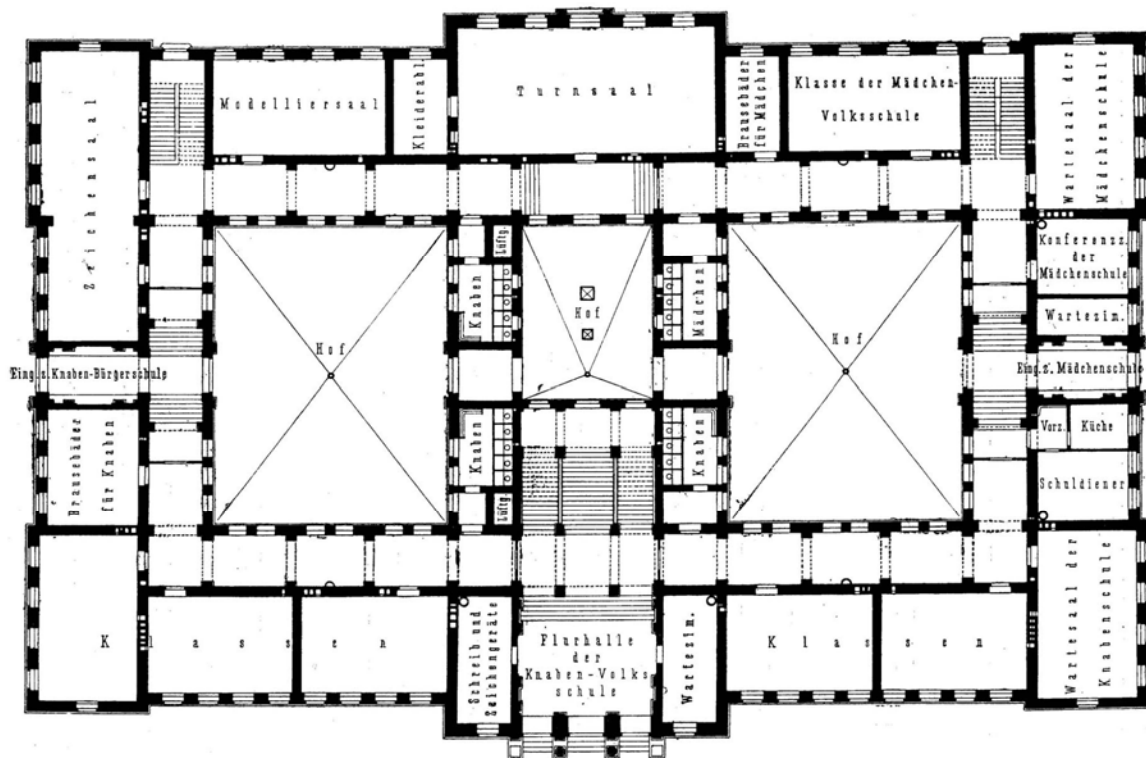 Zeichensaal
Modelliersaal
Kleiderabl.
Turnsaal
Brausebäder
für Mädchen
Klasse der Mädchen-
Volksschule
Wartesaal der
Mädchenschule
Konferenzz.
der
Mädchenschule
Wartezim.
Lüftg.
Knaben
Hof
Mädchen
Hof
Hof
Eing. z. Knaben-Bürgerschule
Eing. z. Mädchenschule
Brausebäder
für Knaben
Knaben
Lüftg.
Knaben
Vorz.
Küche
Schuldiener
Klassen
Schreib und
Zeichengeräte
Flurhalle
der
Knaben-Volks
schule
Wartezim.
Klassen
Wartesaal der
Knabenschule